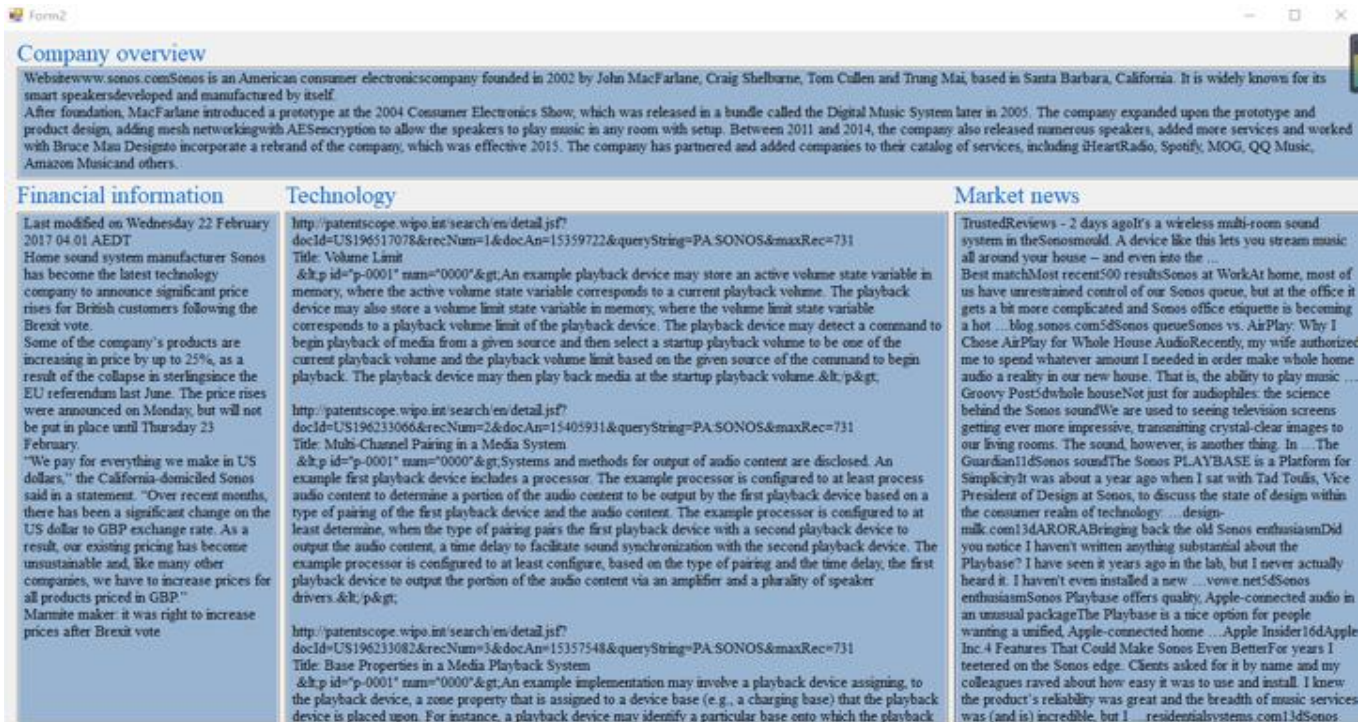 Form2
Company overview
Websitewww.sonos.comSonos is an American consumer electronicscompany founded in 2002 by John MacFarlane, Craig Shelburne, Tom Cullen and Trung Mai, based in Santa Barbara, California. It is widely known for its
smart speakersdeveloped and manufactured by itself.
After foundation, MacFarlane introduced a prototype at the 2004 Consumer Electronics Show, which was released in a bundle called the Digital Music System later in 2005. The company expanded upon the prototype and
product design, adding mesh networkingwith AESencryption to allow the speakers to play music in any room with setup. Between 2011 and 2014, the company also released numerous speakers, added more services and worked
with Bruce Mau Designto incorporate a rebrand of the company, which was effective 2015. The company has partnered and added companies to their catalog of services, including iHeartRadio, Spotify, MOG, QQ Music,
Amazon Musicand others.
Financial information
Last modified on Wednesday 22 February
2017 04.01 AEDT
Home sound system manufacturer Sonos
has become the latest technology
company to announce significant price
rises for British customers following the
Brexit vote.
Some of the company's products are
increasing in price by up to 25%, as a
result of the collapse in sterlingsince the
EU referendum last June. The price rises
were announced on Monday, but will not
be put in place until Thursday 23
February.
"We pay for everything we make in US
dollars," the California-domiciled Sonos
said in a statement. "Over recent months,
there has been a significant change on the
US dollar to GBP exchange rate. As a
result, our existing pricing has become
unsustainable and, like many other
companies, we have to increase prices for
all products priced in GBP."
Marmite maker: it was right to increase
prices after Brexit vote
Technology
http://patentscope.wipo.int/search/en/detail.jsf?
docId=US196517078&recNum=1&docAn=15359722&queryString=PA:SONOS&maxRec=731
Title: Volume Limit
&lt;p id="p-0001" num="0000"&gt;An example playback device may store an active volume state variable in
memory, where the active volume state variable corresponds to a current playback volume. The playback
device may also store a volume limit state variable in memory, where the volume limit state variable
corresponds to a playback volume limit of the playback device. The playback device may detect a command to
begin playback of media from a given source and then select a startup playback volume to be one of the
current playback volume and the playback volume limit based on the given source of the command to begin
playback. The playback device may then play back media at the startup playback volume.&lt;/p&gt;
http://patentscope.wipo.int/search/en/detail.jsf?
docId=US196233066&recNum=2&docAn=15405931&queryString=PA:SONOS&maxRec=731
Title: Multi-Channel Pairing in a Media System
&lt;p id="p-0001" num="0000"&gt;Systems and methods for output of audio content are disclosed. An
example first playback device includes a processor. The example processor is configured to at least process
audio content to determine a portion of the audio content to be output by the first playback device based on a
type of pairing of the first playback device and the audio content. The example processor is configured to at
least determine, when the type of pairing pairs the first playback device with a second playback device to
output the audio content, a time delay to facilitate sound synchronization with the second playback device. The
example processor is configured to at least configure, based on the type of pairing and the time delay, the first
playback device to output the portion of the audio content via an amplifier and a plurality of speaker
drivers.&lt;/p&gt;
http://patentscope.wipo.int/search/en/detail.jsf?
docId=US196233082&recNum=3&docAn=15357548&queryString=PA:SONOS&maxRec=731
Title: Base Properties in a Media Playback System
&lt;p id="p-0001" num="0000"&gt;An example implementation may involve a playback device assigning, to
the playback device, a zone property that is assigned to a device base (e.g., a charging base) that the playback
device is placed upon. For instance, a playback device may identify a particular base onto which the playback
Market news
TrustedReviews - 2 days agoIt's a wireless multi-room sound
system in theSonosmould. A device like this lets you stream music
all around your house – and even into the ...
Best matchMost recent500 resultsSonos at WorkAt home, most of
us have unrestrained control of our Sonos queue, but at the office it
gets a bit more complicated and Sonos office etiquette is becoming
a hot …blog.sonos.com5dSonos queueSonos vs. AirPlay: Why I
Chose AirPlay for Whole House AudioRecently, my wife authorized
me to spend whatever amount I needed in order make whole home
audio a reality in our new house. That is, the ability to play music …
Groovy Post5dwhole houseNot just for audiophiles: the science
behind the Sonos soundWe are used to seeing television screens
getting ever more impressive, transmitting crystal-clear images to
our living rooms. The sound, however, is another thing. In …The
Guardian11dSonos soundThe Sonos PLAYBASE is a Platform for
SimplicityIt was about a year ago when I sat with Tad Toulis, Vice
President of Design at Sonos, to discuss the state of design within
the consumer realm of technology: …design-
milk.com13dARORABringing back the old Sonos enthusiasmDid
you notice I haven't written anything substantial about the
Playbase? I have seen it years ago in the lab, but I never actually
heard it. I haven't even installed a new …vowe.net5dSonos
enthusiasmSonos Playbase offers quality, Apple-connected audio in
an unusual packageThe Playbase is a nice option for people
wanting a unified, Apple-connected home …Apple Insider16dApple
Inc.4 Features That Could Make Sonos Even BetterFor years I
teetered on the Sonos edge. Clients asked for it by name and my
colleagues raved about how easy it was to use and install. I knew
the product's reliability was great and the breadth of music services
was (and is) incredible, but I …residentialsystems.com3dSonos